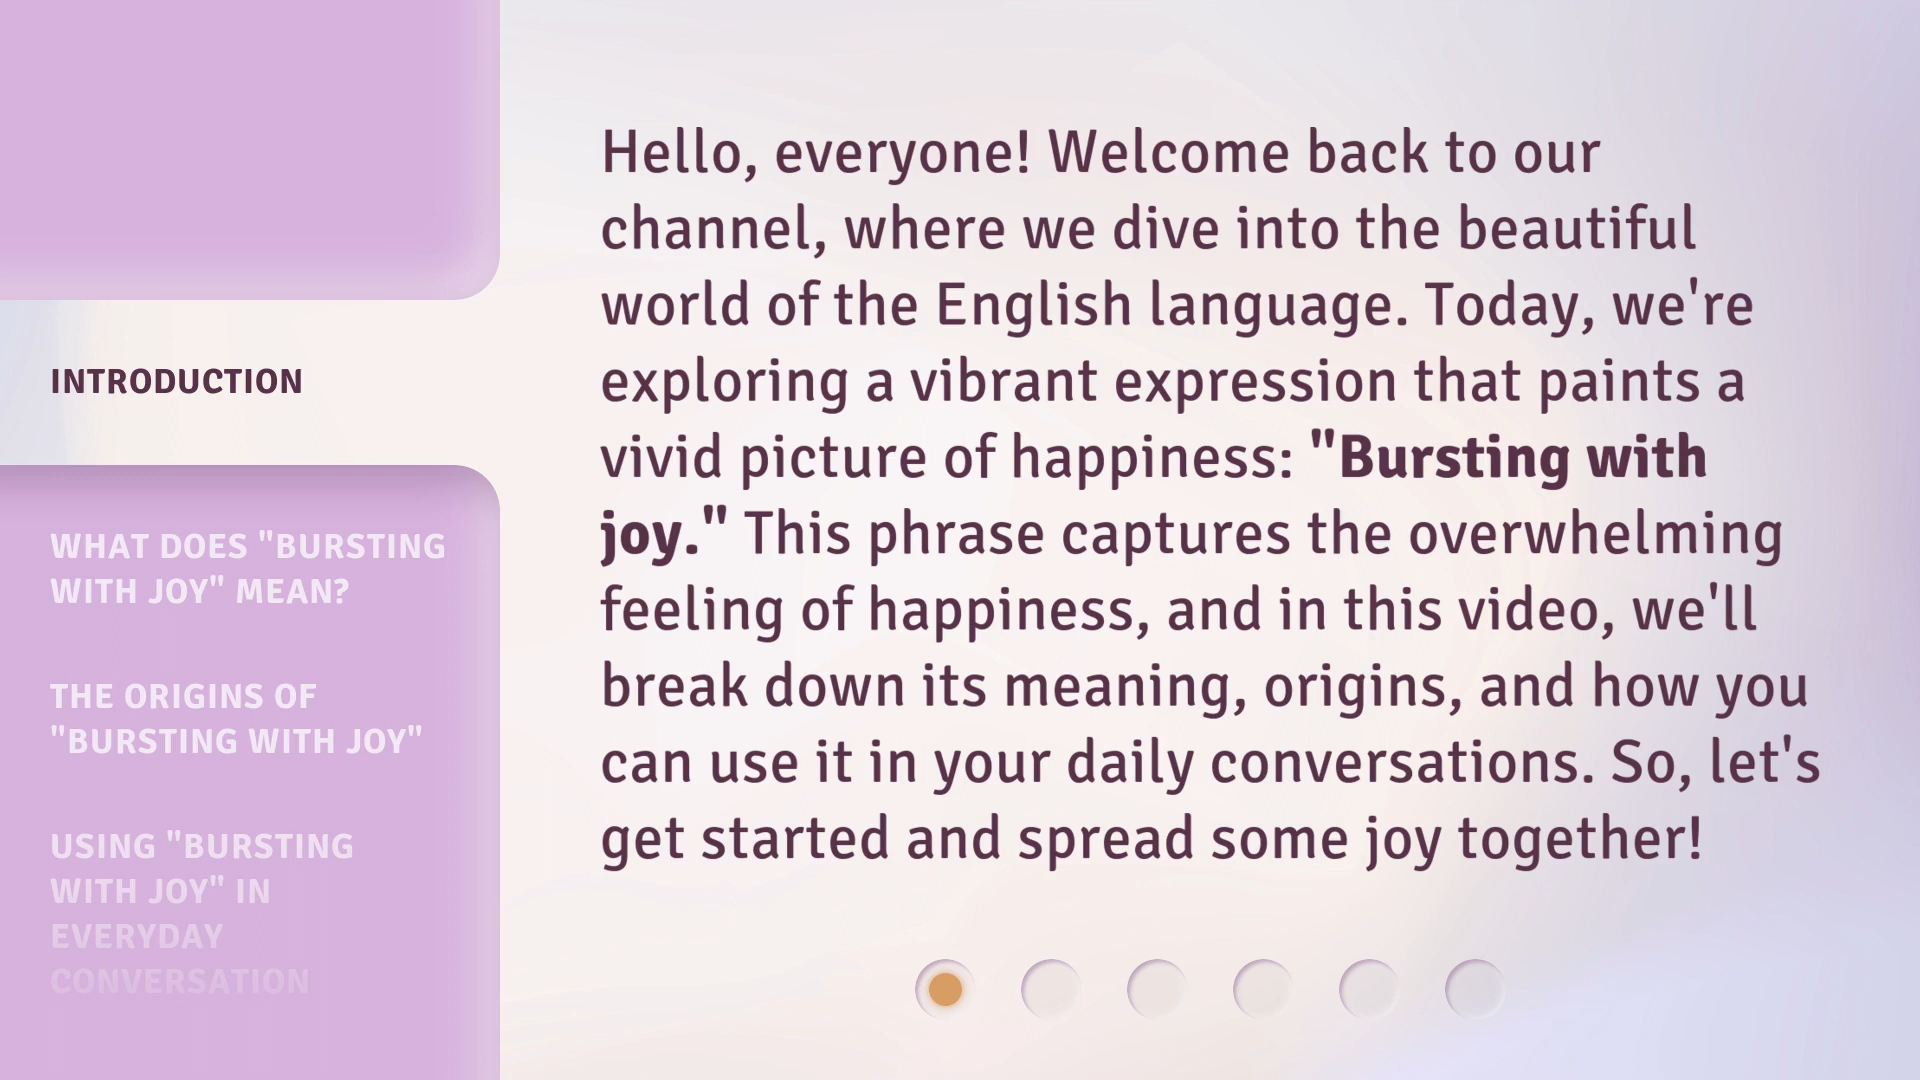 INTRODUCTION
WHAT DOES "BURSTING
WITH JOY" MEAN?
THE ORIGINS OF
"BURSTING WITH JOY"
USING "BURSTING
WITH JOY" IN
EVERYDAY
CONVERSATION
Hello, everyone! Welcome back to our
channel, where we dive into the beautiful
world of the English language. Today, we're
exploring a vibrant expression that paints a
vivid picture of happiness: "Bursting with
joy." This phrase captures the overwhelming
feeling of happiness, and in this video, we'll
break down its meaning, origins, and how you
can use it in your daily conversations. So, let's
get started and spread some joy together!